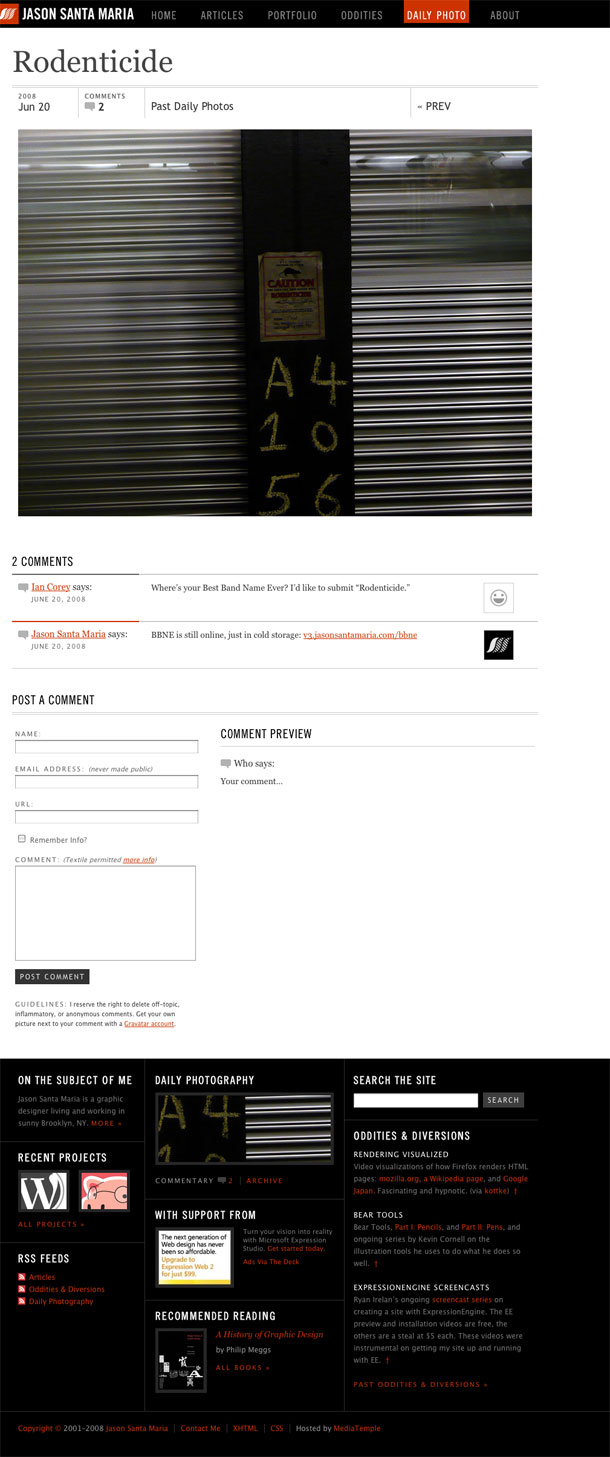 JASON SANTA MARIA HOME ARTICLES PORTFOLIO ODDITIES DAILY PHOTO ABOUT
Rodenticide
2008
Jun 20
COMMENTS
2
Past Daily Photos
« PREV
CAUTION
RODENTICIDE
A 4
1 0
5 6
2 COMMENTS
Ian Corey says:
JUNE 20, 2008
Where's your Best Band Name Ever? I'd like to submit “Rodenticide.”
Jason Santa Maria says:
JUNE 20, 2008
BBNE is still online, just in cold storage: v3.jasonsantamaria.com/bbne
POST A COMMENT
NAME:
EMAIL ADDRESS: (never made public)
URL:
Remember Info?
COMMENT: (Textile permitted more info)
POST COMMENT
GUIDELINES: I reserve the right to delete off-topic,
inflammatory, or anonymous comments. Get your own
picture next to your comment with a Gravatar account.
COMMENT PREVIEW
Who says:
Your comment...
ON THE SUBJECT OF ME
Jason Santa Maria is a graphic
designer living and working in
sunny Brooklyn, NY. MORE »
RECENT PROJECTS
ALL PROJECTS »
RSS FEEDS
Articles
Oddities & Diversions
Daily Photography
DAILY PHOTOGRAPHY
A 4
COMMENTARY 2 | ARCHIVE
WITH SUPPORT FROM
The next generation of
Web design has never
been so affordable.
Upgrade to
Expression Web 2
for just $99.
Turn your vision into reality
with Microsoft Expression
Studio. Get started today.
Ads Via The Deck
RECOMMENDED READING
A History of Graphic Design
by Philip Meggs
ALL BOOKS »
SEARCH THE SITE
SEARCH
ODDITIES & DIVERSIONS
RENDERING VISUALIZED
Video visualizations of how Firefox renders HTML
pages: mozilla.org, a Wikipedia page, and Google
Japan. Fascinating and hypnotic. (via kottke) †
BEAR TOOLS
Bear Tools, Part I: Pencils, and Part II: Pens, and
ongoing series by Kevin Cornell on the
illustration tools he uses to do what he does so
well. †
EXPRESSIONENGINE SCREENCASTS
Ryan Irelan's ongoing screencast series on
creating a site with ExpressionEngine. The EE
preview and installation videos are free, the
others are a steal at $5 each. These videos were
instrumental on getting my site up and running
with EE. †
PAST ODDITIES & DIVERSIONS »
Copyright © 2001–2008 Jason Santa Maria | Contact Me | XHTML | CSS | Hosted by MediaTemple